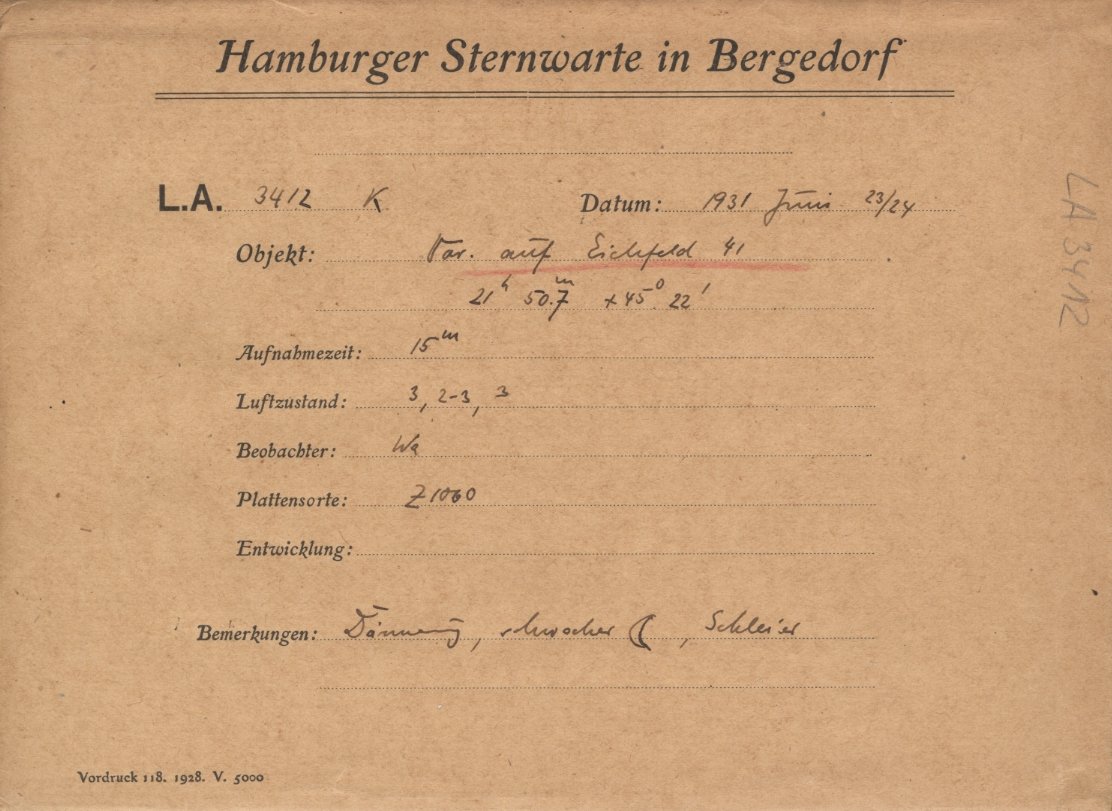 Hamburger Sternwarte in Bergedorf
L.A. 3412 K Datum: 1931 Juni 23/24
Objekt: Var. auf Eichfeld 41
21ʰ 50.7ᵐ +45⁰ 22'
Aufnahmezeit: 15ᵐ
Luftzustand: 3, 2-3, 3
Beobachter: Wa
Plattensorte: Z1060
Entwicklung:
Bemerkungen: Dämmerung, schwacher ☾, Schleier
Vordruck 118. 1928. V. 5000
LA 3412